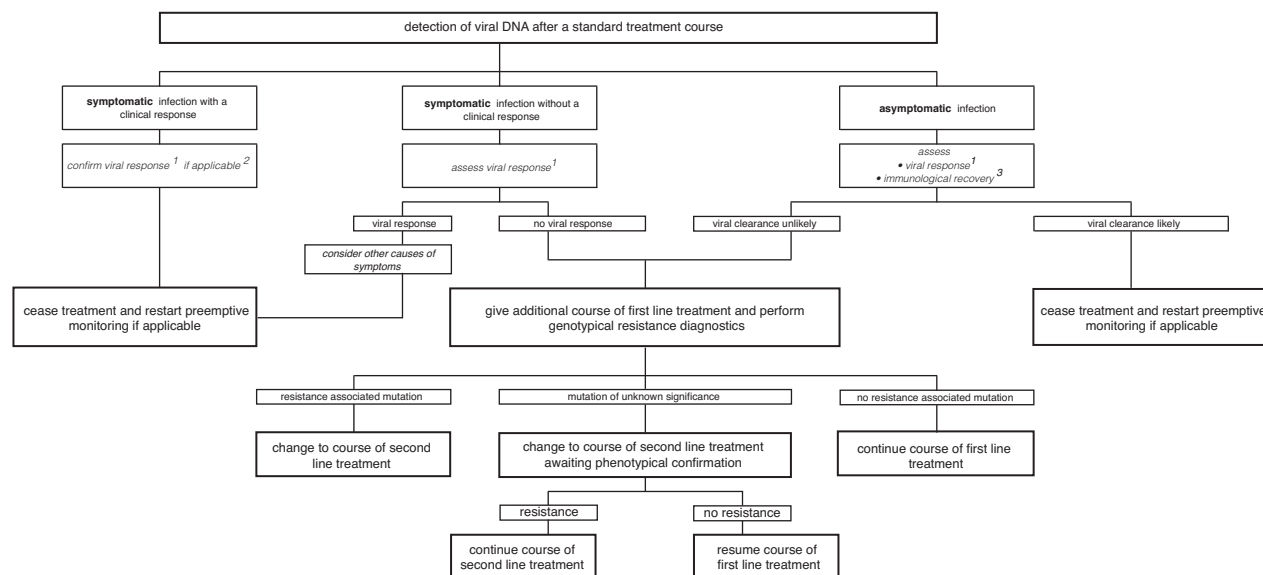 detection of viral DNA after a standard treatment course
symptomatic infection with a
clinical response
symptomatic infection without a
clinical response
asymptomatic infection
confirm viral response 1 if applicable 2
assess viral response 1
assess
• viral response 1
• immunological recovery 3
viral response
no viral response
viral clearance unlikely
viral clearance likely
consider other causes of
symptoms
cease treatment and restart preemptive
monitoring if applicable
give additional course of first line treatment and perform
genotypical resistance diagnostics
cease treatment and restart preemptive
monitoring if applicable
resistance associated mutation
mutation of unknown significance
no resistance associated mutation
change to course of second
line treatment
change to course of second line treatment
awaiting phenotypical confirmation
continue course of first line
treatment
resistance
no resistance
continue course of
second line treatment
resume course of
first line treatment